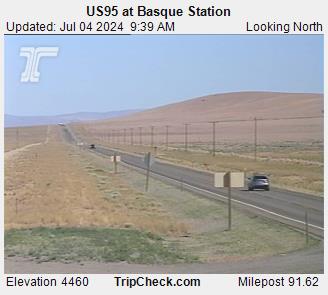 US95 at Basque Station
Updated: Jul 04 2024 9:39 AM Looking North
Elevation 4460 TripCheck.com Milepost 91.62